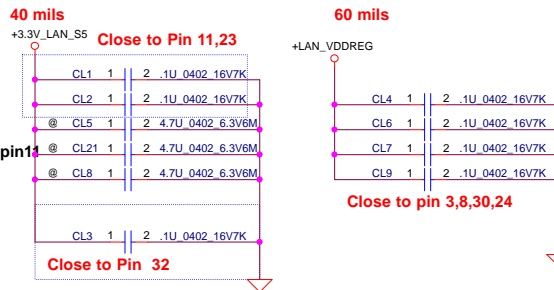 40 mils
+3.3V_LAN_S5
Close to Pin 11,23
CL1 1 2 .1U_0402_16V7K
CL2 1 2 .1U_0402_16V7K
@ CL5 1 2 4.7U_0402_6.3V6M
pin11
@ CL21 1 2 4.7U_0402_6.3V6M
@ CL8 1 2 4.7U_0402_6.3V6M
CL3 1 2 .1U_0402_16V7K
Close to Pin 32
60 mils
+LAN_VDDREG
CL4 1 2 .1U_0402_16V7K
CL6 1 2 .1U_0402_16V7K
CL7 1 2 .1U_0402_16V7K
CL9 1 2 .1U_0402_16V7K
Close to pin 3,8,30,24